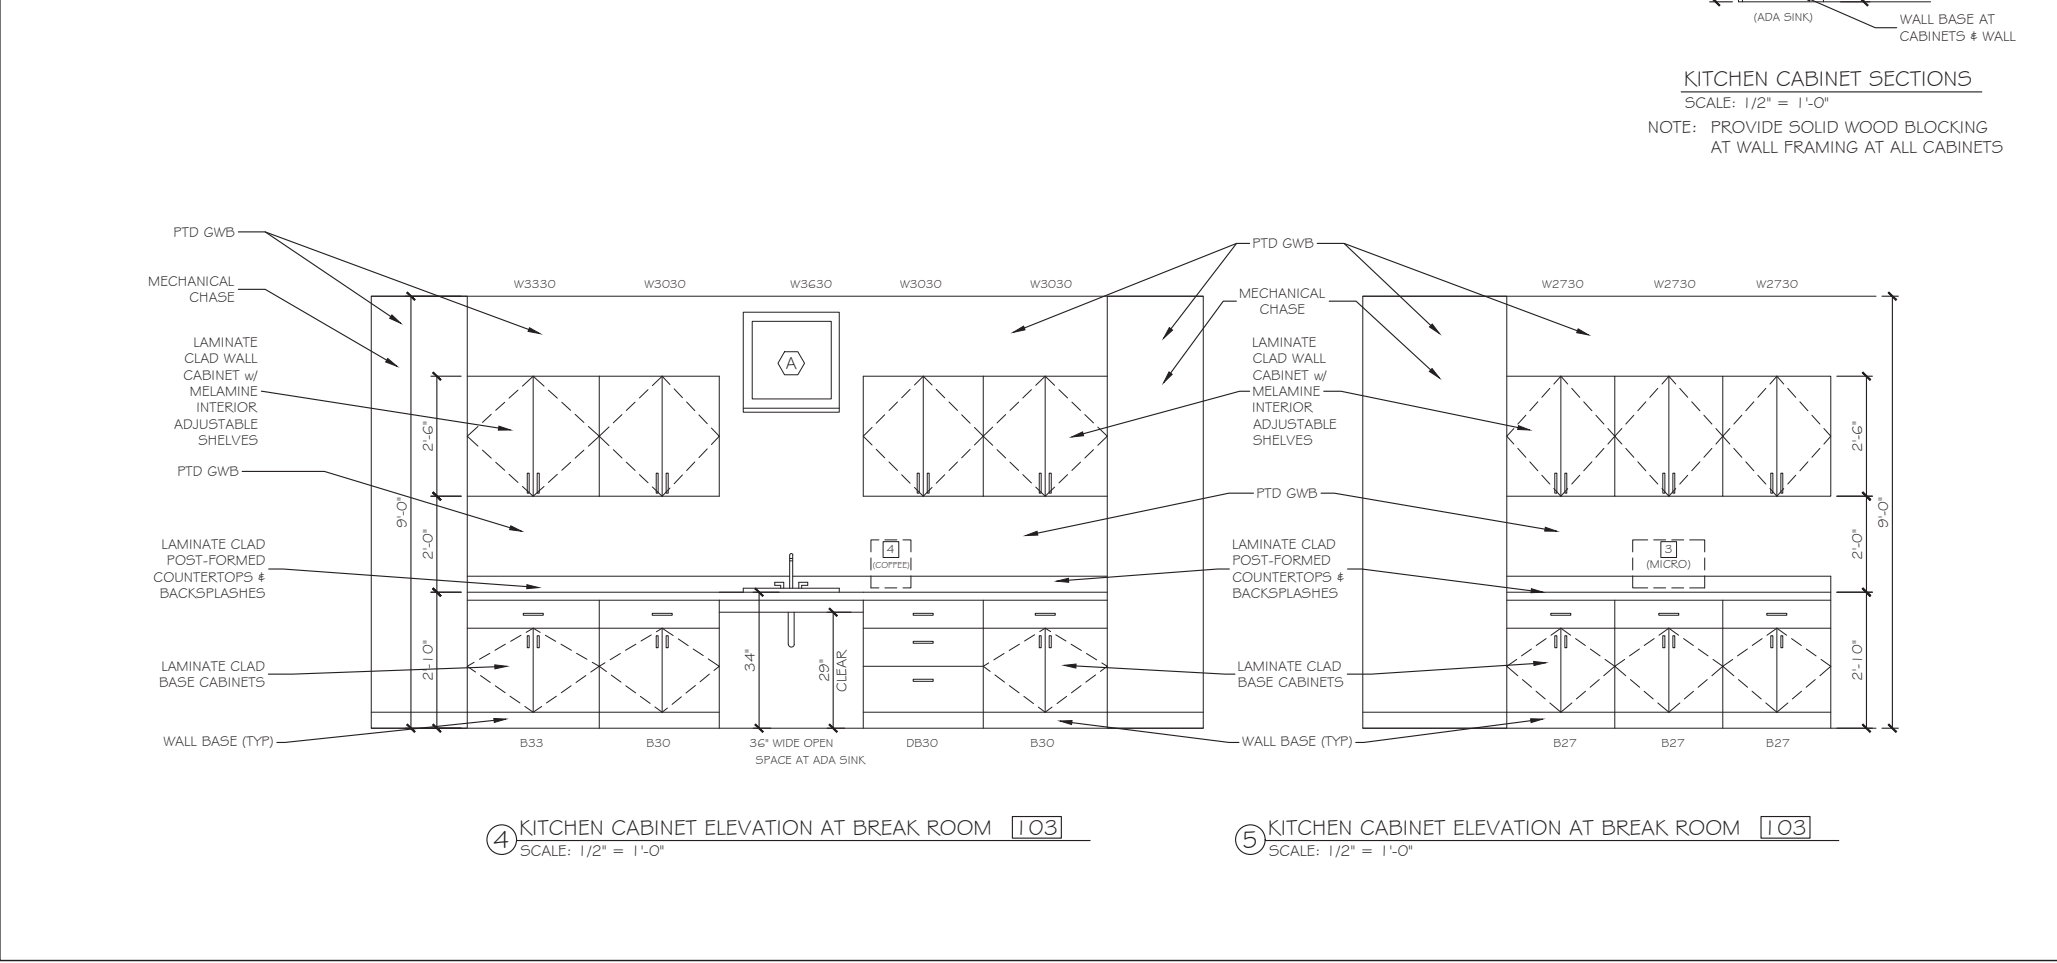 (ADA SINK)
WALL BASE AT
CABINETS & WALL
KITCHEN CABINET SECTIONS
SCALE: 1/2" = 1'-0"
NOTE: PROVIDE SOLID WOOD BLOCKING
AT WALL FRAMING AT ALL CABINETS
PTD GWB
MECHANICAL
CHASE
LAMINATE
CLAD WALL
CABINET w/
MELAMINE
INTERIOR
ADJUSTABLE
SHELVES
PTD GWB
LAMINATE CLAD
POST-FORMED
COUNTERTOPS &
BACKSPLASHES
LAMINATE CLAD
BASE CABINETS
WALL BASE (TYP)
9'-0"
2'-6"
2'-0"
2'-10"
W3330 W3030 W3630 W3030 W3030
A
4
(COFFEE)
34"
29"
CLEAR
B33 B30 36" WIDE OPEN DB30 B30
SPACE AT ADA SINK
4 KITCHEN CABINET ELEVATION AT BREAK ROOM 103
SCALE: 1/2" = 1'-0"
PTD GWB
MECHANICAL
CHASE
LAMINATE
CLAD WALL
CABINET w/
MELAMINE
INTERIOR
ADJUSTABLE
SHELVES
PTD GWB
LAMINATE CLAD
POST-FORMED
COUNTERTOPS &
BACKSPLASHES
LAMINATE CLAD
BASE CABINETS
WALL BASE (TYP)
W2730 W2730 W2730
3
(MICRO)
2'-6"
2'-0"
2'-10"
9'-0"
B27 B27 B27
5 KITCHEN CABINET ELEVATION AT BREAK ROOM 103
SCALE: 1/2" = 1'-0"